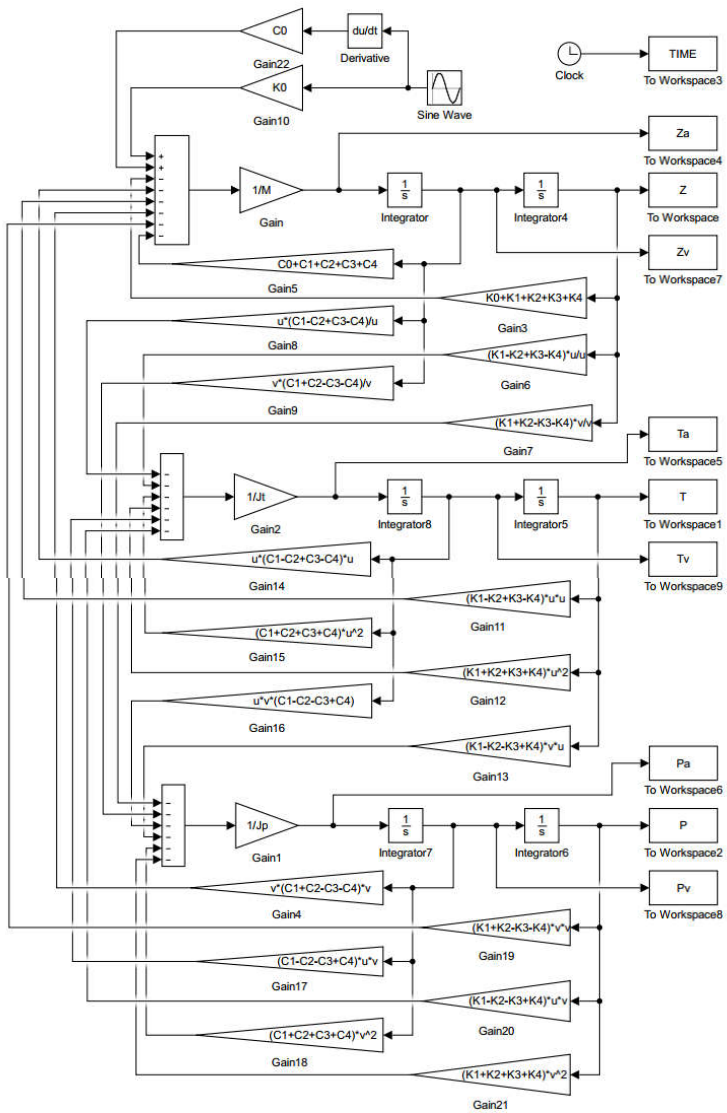 C0
Gain22
du/dt
Derivative
K0
Gain10
Sine Wave
Clock
TIME
To Workspace3
Za
To Workspace4
+
+
−
−
−
−
−
−
1/M
Gain
1
s
Integrator
1
s
Integrator4
Z
To Workspace
Zv
To Workspace7
C0+C1+C2+C3+C4
Gain5
K0+K1+K2+K3+K4
Gain3
u*(C1-C2+C3-C4)/u
Gain8
(K1-K2+K3-K4)*u/u
Gain6
v*(C1+C2-C3-C4)/v
Gain9
(K1+K2-K3-K4)*v/v
Gain7
Ta
To Workspace5
−
−
−
−
−
−
1/Jt
Gain2
1
s
Integrator8
1
s
Integrator5
T
To Workspace1
Tv
To Workspace9
u*(C1-C2+C3-C4)*u
Gain14
(K1-K2+K3-K4)*u*u
Gain11
(C1+C2+C3+C4)*u^2
Gain15
(K1+K2+K3+K4)*u^2
Gain12
u*v*(C1-C2-C3+C4)
Gain16
(K1-K2-K3+K4)*v*u
Gain13
Pa
To Workspace6
−
−
−
−
−
−
1/Jp
Gain1
1
s
Integrator7
1
s
Integrator6
P
To Workspace2
Pv
To Workspace8
v*(C1+C2-C3-C4)*v
Gain4
(K1+K2-K3-K4)*v*v
Gain19
(C1-C2-C3+C4)*u*v
Gain17
(K1-K2-K3+K4)*u*v
Gain20
(C1+C2+C3+C4)*v^2
Gain18
(K1+K2+K3+K4)*v^2
Gain21